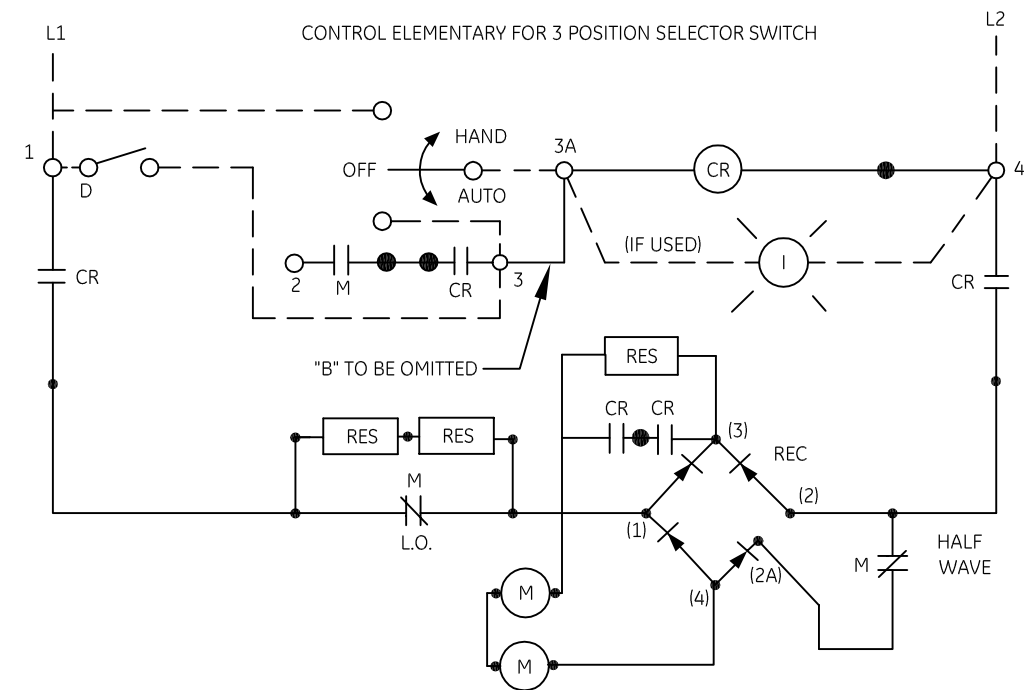 CONTROL ELEMENTARY FOR 3 POSITION SELECTOR SWITCH
L1
L2
HAND
OFF
AUTO
1
D
3A
CR
4
(IF USED)
I
2
M
CR
3
CR
CR
"B" TO BE OMITTED
RES
CR CR
(3)
REC
RES
RES
M
L.O.
(1)
(2)
(2A)
(4)
M
HALF
WAVE
M
M